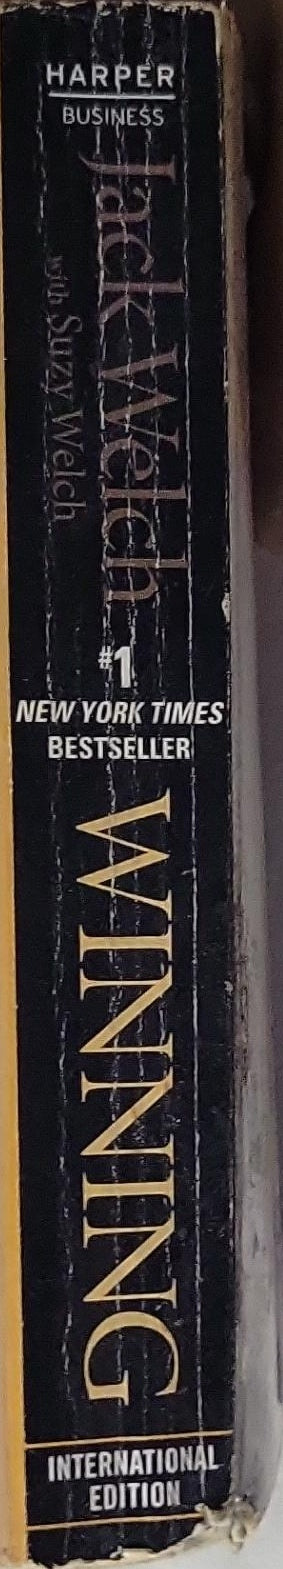 HARPER
BUSINESS
Jack Welch
with Suzy Welch
#1
NEW YORK TIMES
BESTSELLER
WINNING
INTERNATIONAL
EDITION